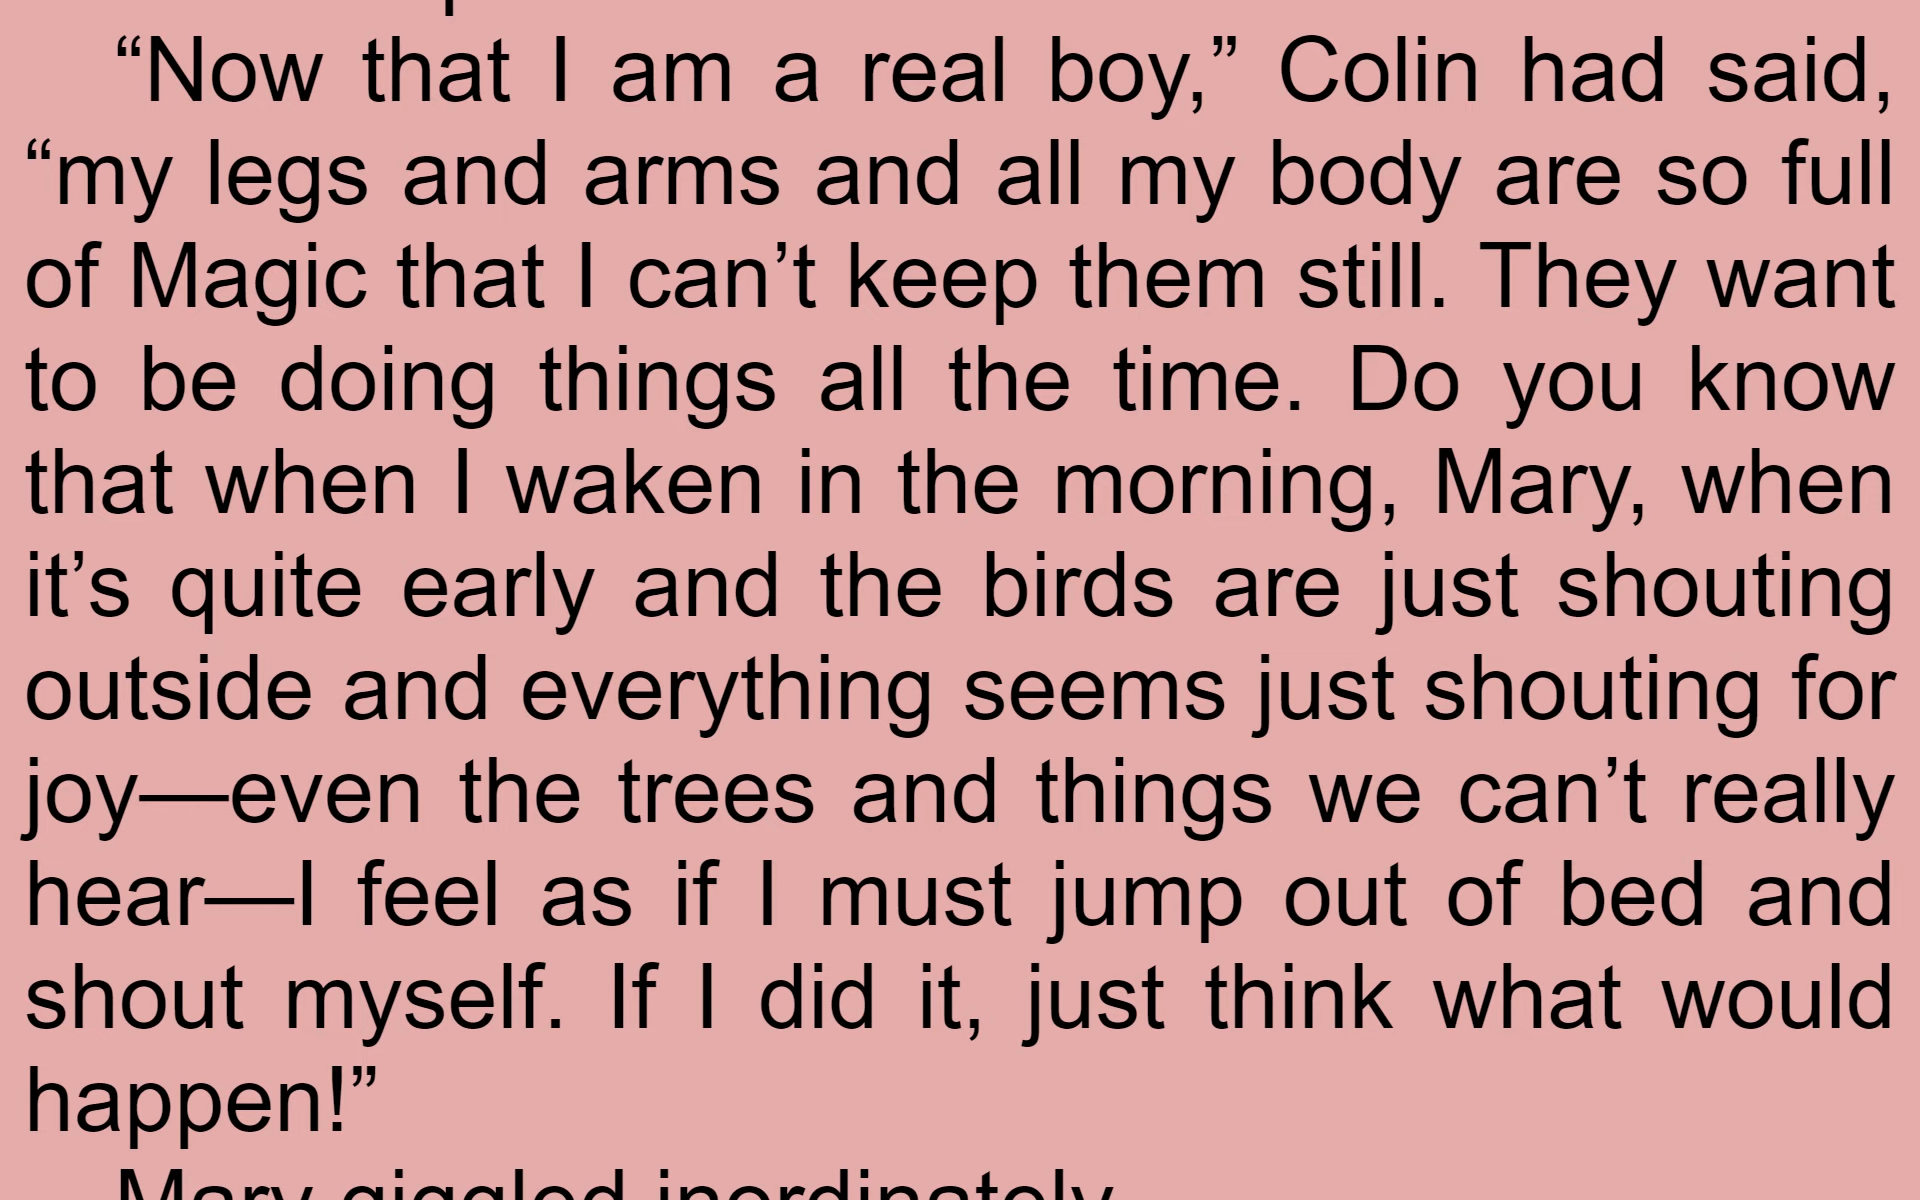 “Now that I am a real boy,” Colin had said,
“my legs and arms and all my body are so full
of Magic that I can’t keep them still. They want
to be doing things all the time. Do you know
that when I waken in the morning, Mary, when
it’s quite early and the birds are just shouting
outside and everything seems just shouting for
joy—even the trees and things we can’t really
hear—I feel as if I must jump out of bed and
shout myself. If I did it, just think what would
happen!”
Mary giggled inordinately.